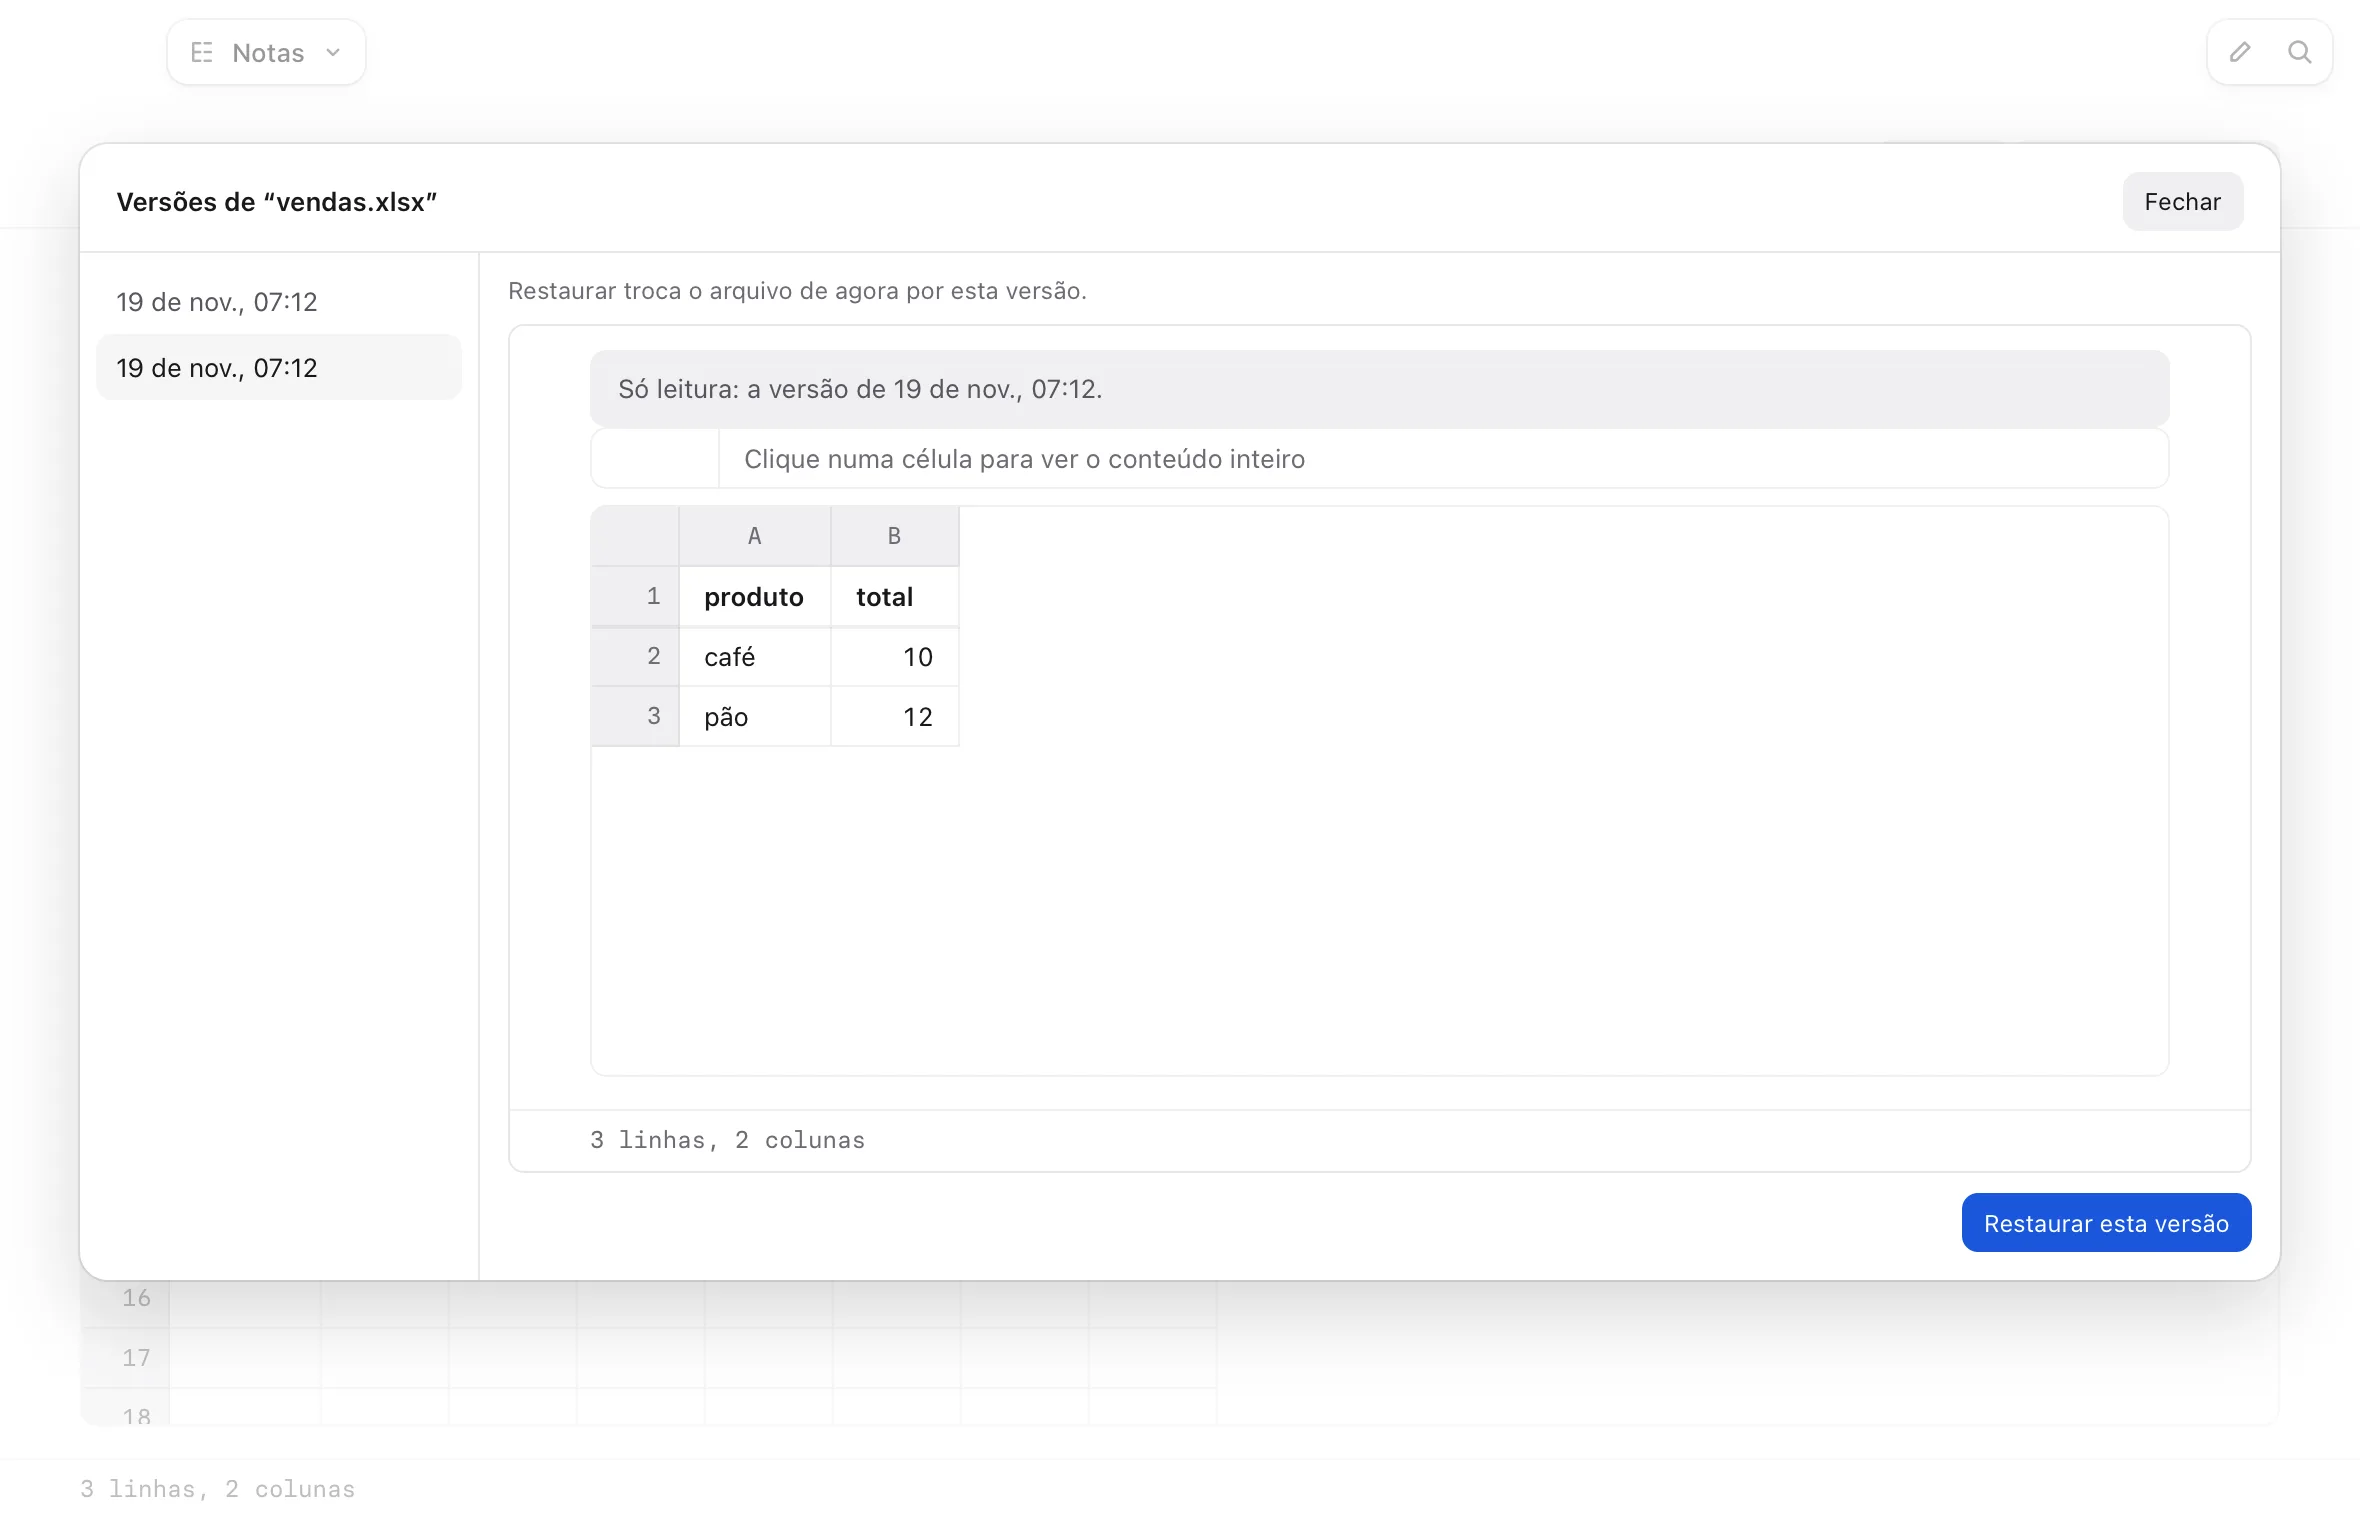 Notas
Versões de “vendas.xlsx”
Fechar
19 de nov., 07:12
19 de nov., 07:12
Restaurar troca o arquivo de agora por esta versão.
Só leitura: a versão de 19 de nov., 07:12.
Clique numa célula para ver o conteúdo inteiro
A B
1 produto total
2 café 10
3 pão 12
3 linhas, 2 colunas
Restaurar esta versão
16
17
18
3 linhas, 2 colunas